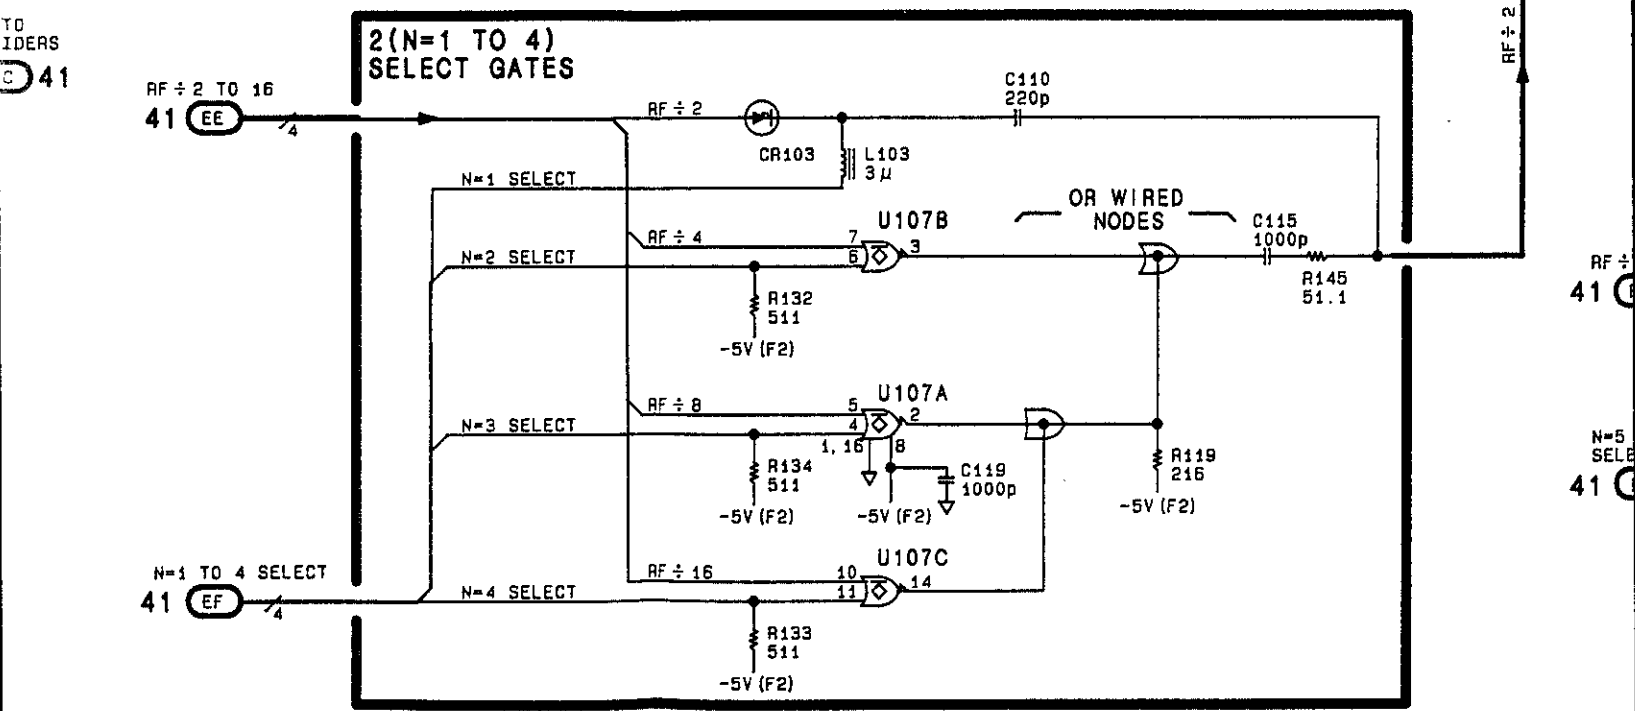 TO
IDERS
C 41
2(N=1 TO 4)
SELECT GATES
RF÷2
RF÷2 TO 16
41 EE
4
RF÷2
C110
220p
CR103
L103
3μ
N=1 SELECT
OR WIRED
NODES
U107B
RF÷4
7
3
C115
1000p
N=2 SELECT
6
R145
51.1
RF÷
41
R132
511
-5V(F2)
U107A
RF÷8
5
2
N=3 SELECT
4
1,16
8
R134
511
C119
1000p
R119
216
-5V(F2)
-5V(F2)
-5V(F2)
N=5
SELE
41
U107C
N=1 TO 4 SELECT
RF÷16
10
14
41 EF
4
N=4 SELECT
11
R133
511
-5V(F2)